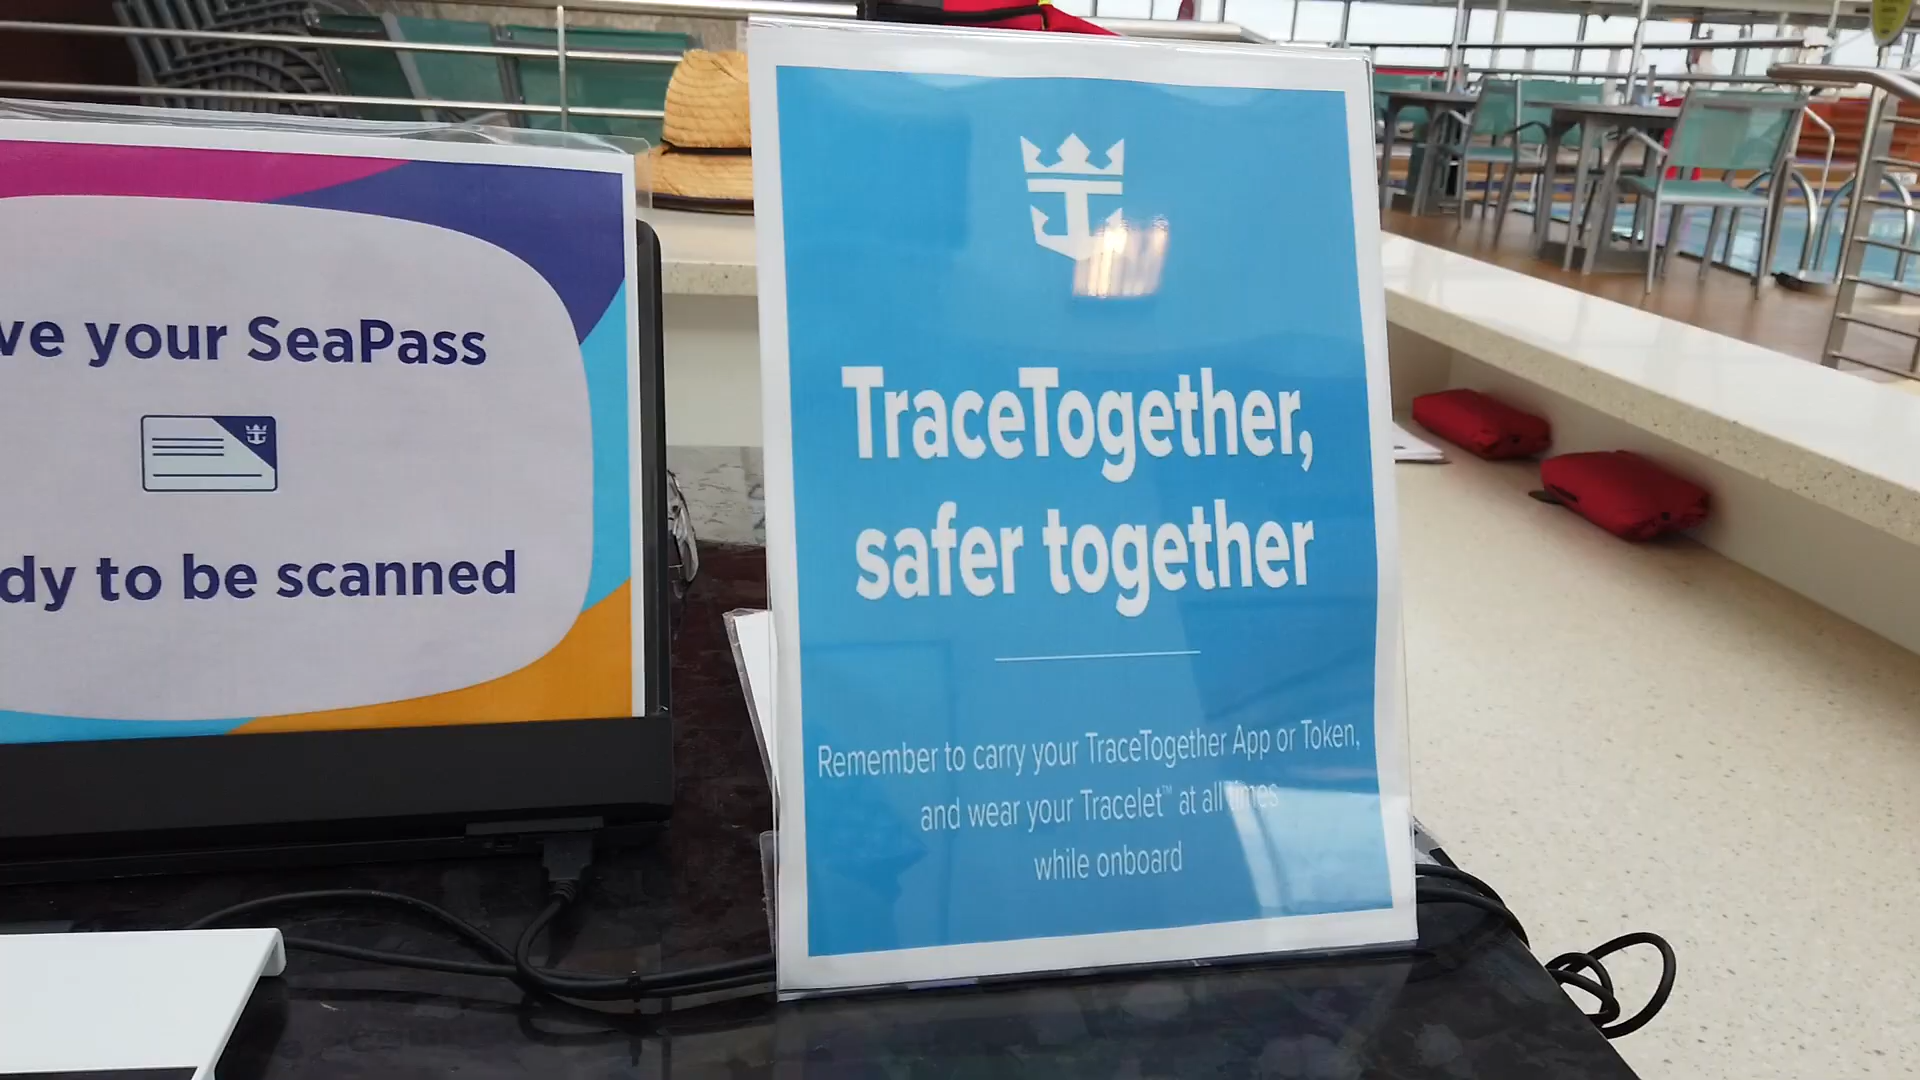 ve your SeaPass
dy to be scanned
TraceTogether,
safer together
Remember to carry your TraceTogether App or Token,
and wear your Tracelet™ at all times
while onboard